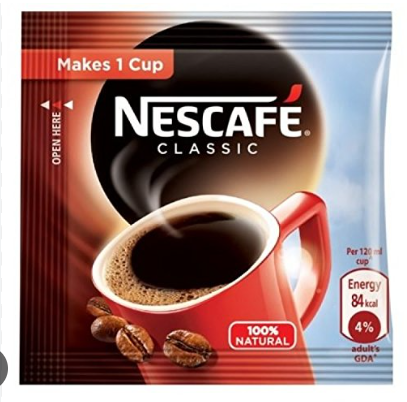 Makes 1 Cup
OPEN HERE
NESCAFÉ®
CLASSIC
100%
NATURAL
Per 120 ml
cup
Energy
84 kcal
4%
adult's
GDA*